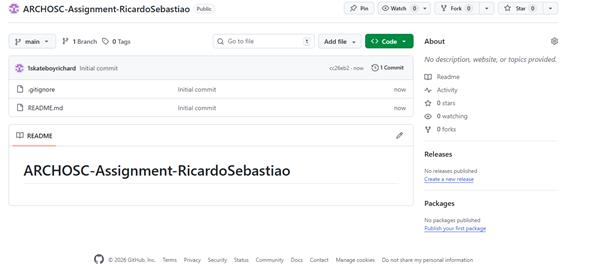 ARCHOSC-Assignment-RicardoSebastiao Public
Pin Watch 0 Fork 0 Star 0
main 1 Branch 0 Tags Go to file t Add file Code
1skateboyrichard Initial commit cc26eb2 · now 1 Commit
.gitignore Initial commit now
README.md Initial commit now
README
ARCHOSC-Assignment-RicardoSebastiao
About
No description, website, or topics provided.
Readme
Activity
0 stars
0 watching
0 forks
Releases
No releases published
Create a new release
Packages
No packages published
Publish your first package
© 2026 GitHub, Inc. Terms Privacy Security Status Community Docs Contact Manage cookies Do not share my personal information